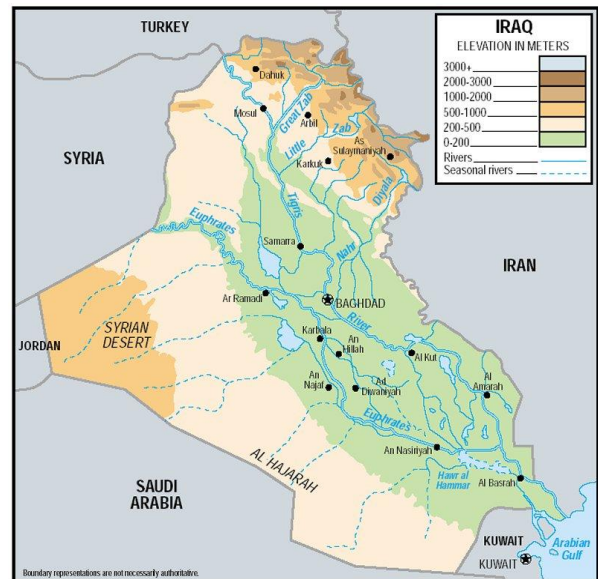 TURKEY
IRAQ
ELEVATION IN METERS
3000+
2000-3000
1000-2000
500-1000
200-500
0-200
Rivers
Seasonal rivers
Dahuk
Mosul
Great Zab
Arbil
Little Zab
As
Sulaymaniyah
Karkuk
SYRIA
Tigris
Diyala
Nahr
Euphrates
Samarra
IRAN
Ar Ramadi
BAGHDAD
River
SYRIAN
DESERT
JORDAN
Karbala
An
Hillah
Al Kut
An
Najaf
Ad
Diwaniyah
Al
Amarah
Euphrates
An Nasiriyah
AL HAJARAH
Hawr al
Hammar
Al Basrah
SAUDI
ARABIA
KUWAIT
KUWAIT
Arabian
Gulf
Boundary representations are not necessarily authoritative.